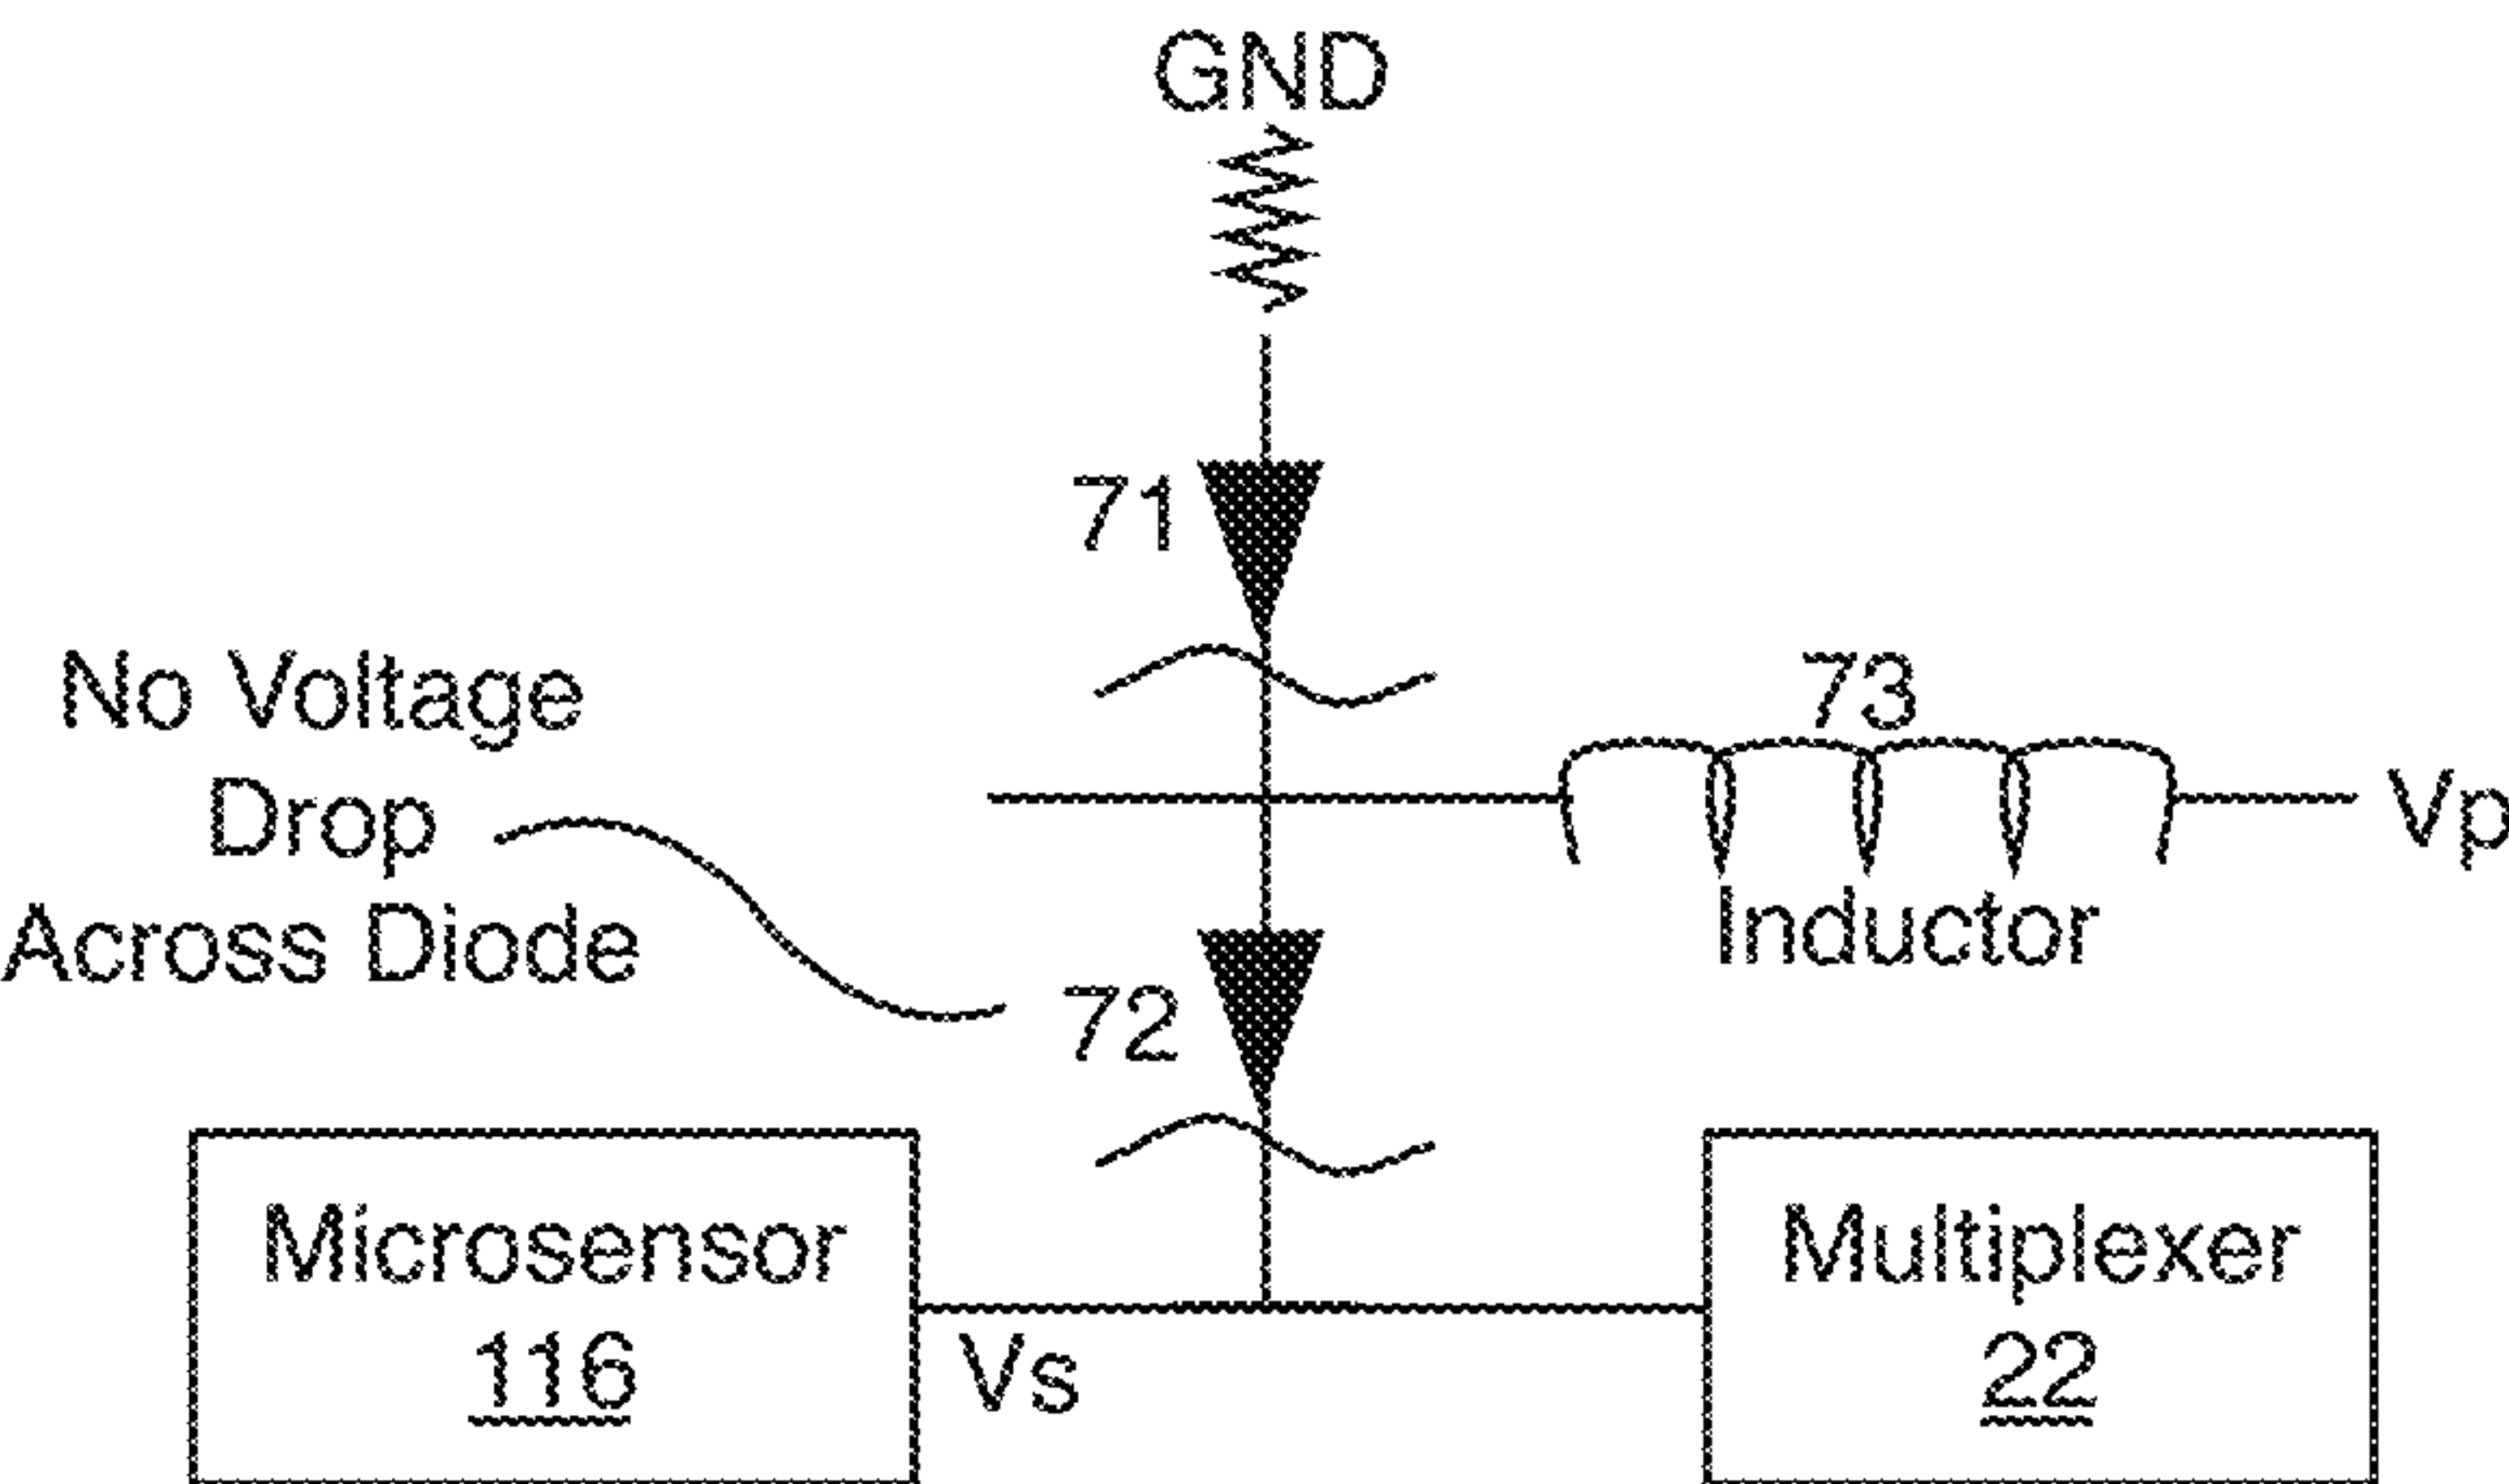 GND
71
No Voltage
Drop
Across Diode
73
Vp
Inductor
72
Microsensor
116
Vs
Multiplexer
22